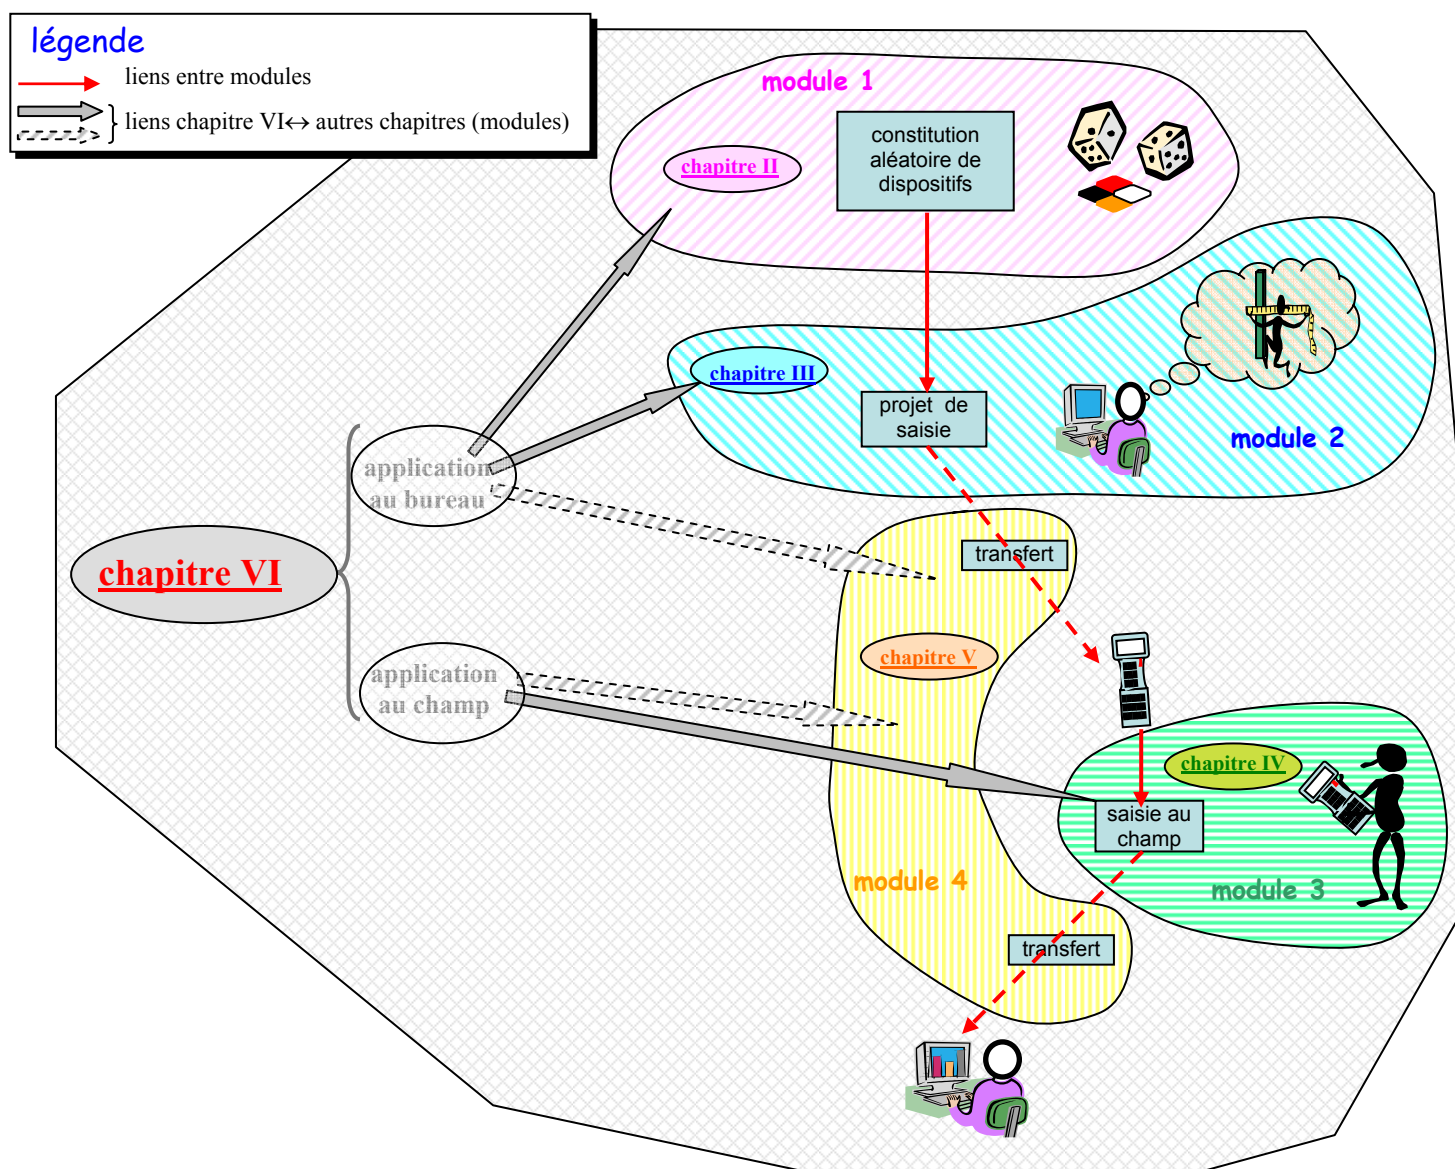 légende
liens entre modules
liens chapitre VI↔ autres chapitres (modules)
module 1
constitution
aléatoire de
dispositifs
chapitre II
chapitre III
projet de
saisie
module 2
application
au bureau
chapitre VI
transfert
chapitre V
application
au champ
chapitre IV
saisie au
champ
module 4
module 3
transfert